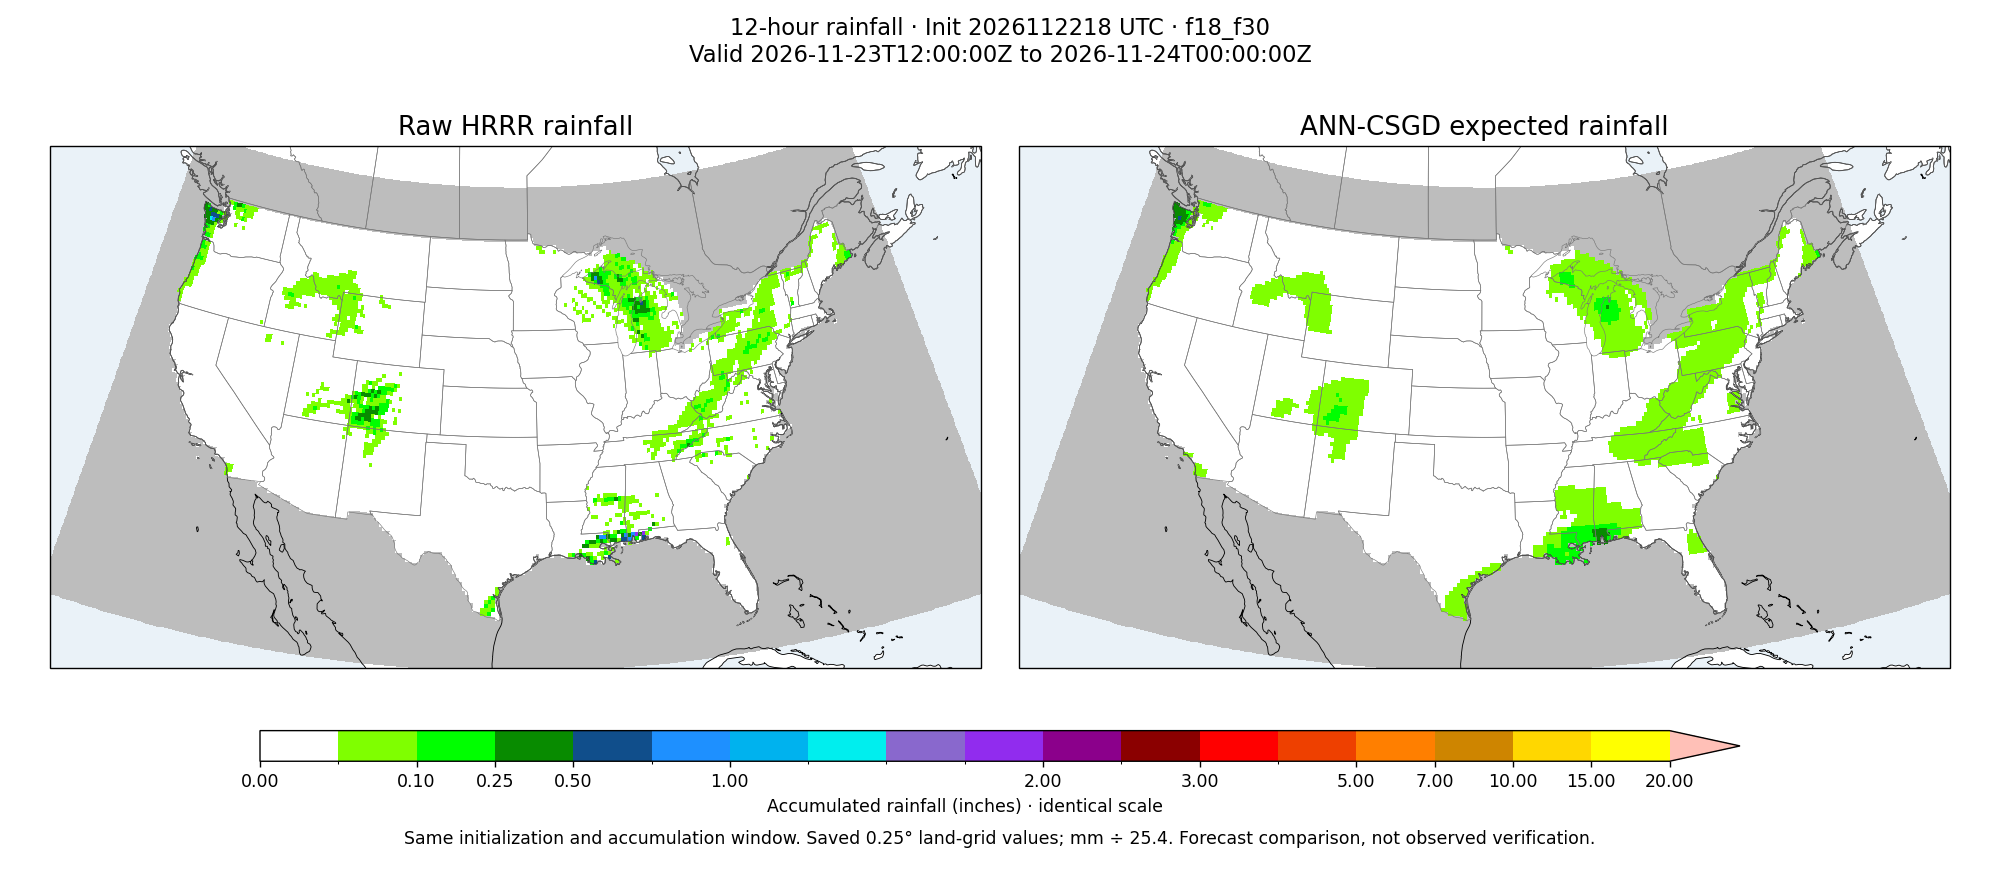 12-hour rainfall · Init 2026112218 UTC · f18_f30
Valid 2026-11-23T12:00:00Z to 2026-11-24T00:00:00Z
Raw HRRR rainfall
ANN-CSGD expected rainfall
0.00 0.10 0.25 0.50 1.00 2.00 3.00 5.00 7.00 10.00 15.00 20.00
Accumulated rainfall (inches) · identical scale
Same initialization and accumulation window. Saved 0.25° land-grid values; mm ÷ 25.4. Forecast comparison, not observed verification.